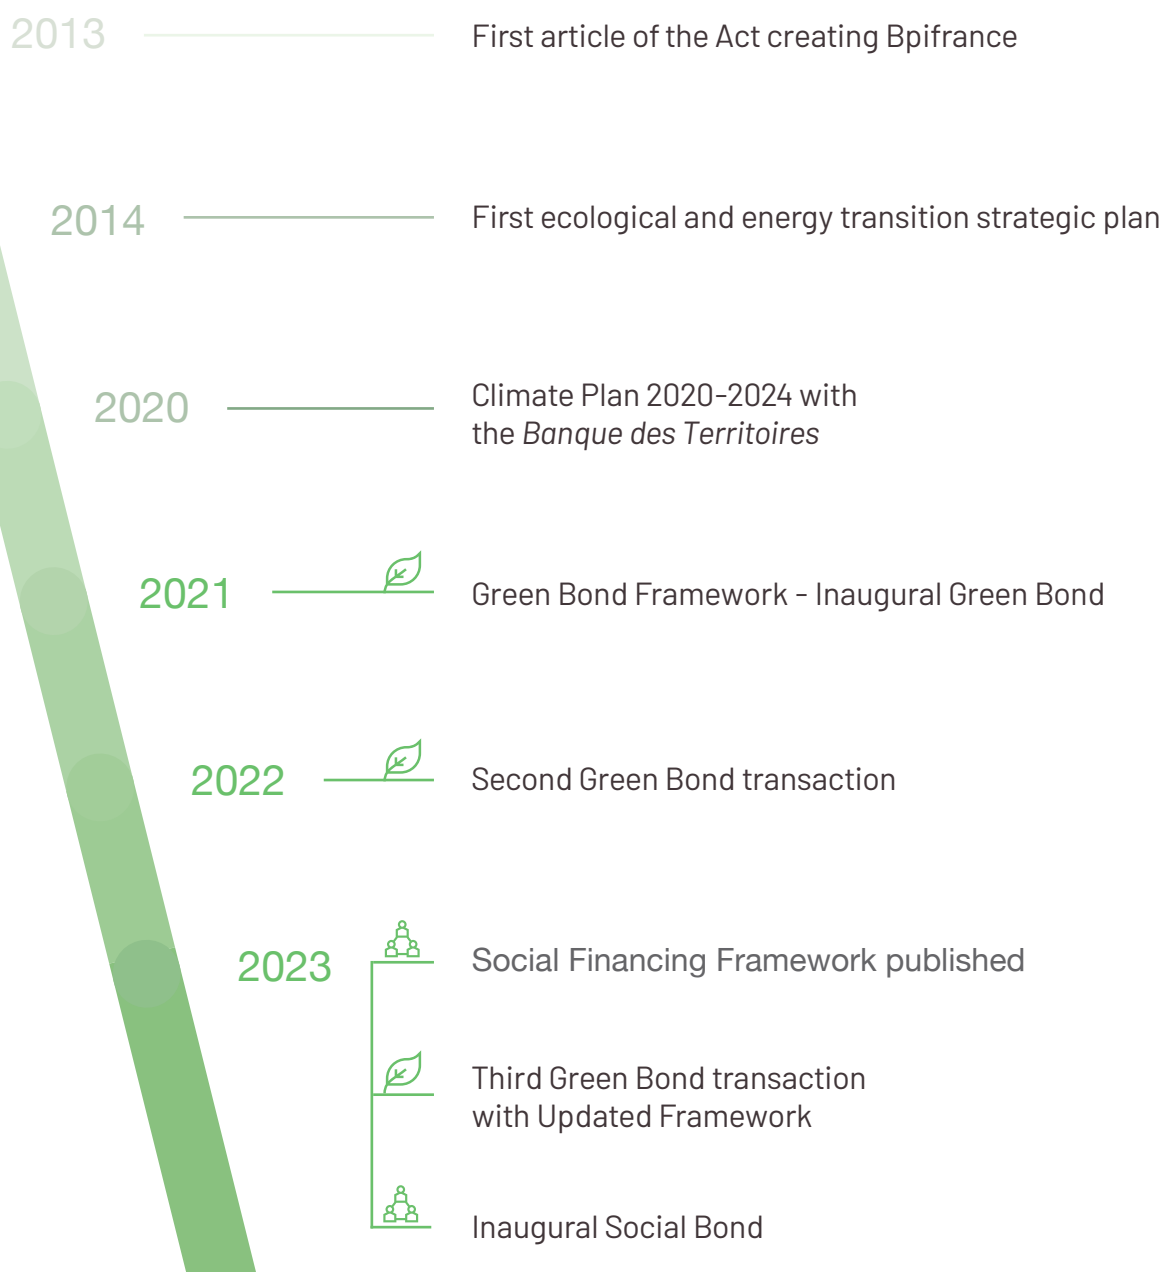 2013
First article of the Act creating Bpifrance
2014
First ecological and energy transition strategic plan
2020
Climate Plan 2020-2024 with
the Banque des Territoires
2021
Green Bond Framework - Inaugural Green Bond
2022
Second Green Bond transaction
2023
Social Financing Framework published
Third Green Bond transaction
with Updated Framework
Inaugural Social Bond